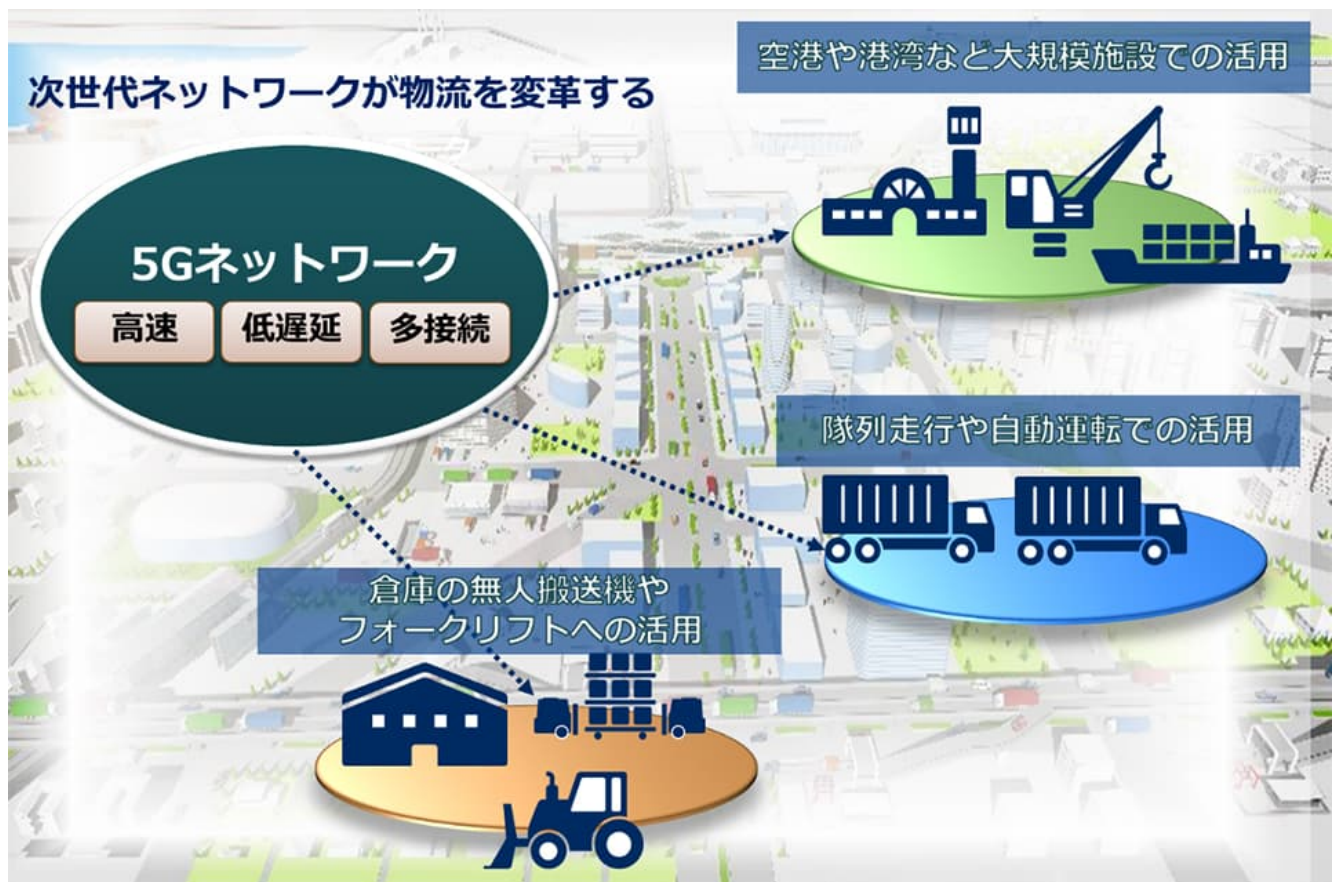 次世代ネットワークが物流を変革する
5Gネットワーク
高速
低遅延
多接続
空港や港湾など大規模施設での活用
隊列走行や自動運転での活用
倉庫の無人搬送機や
フォークリフトへの活用